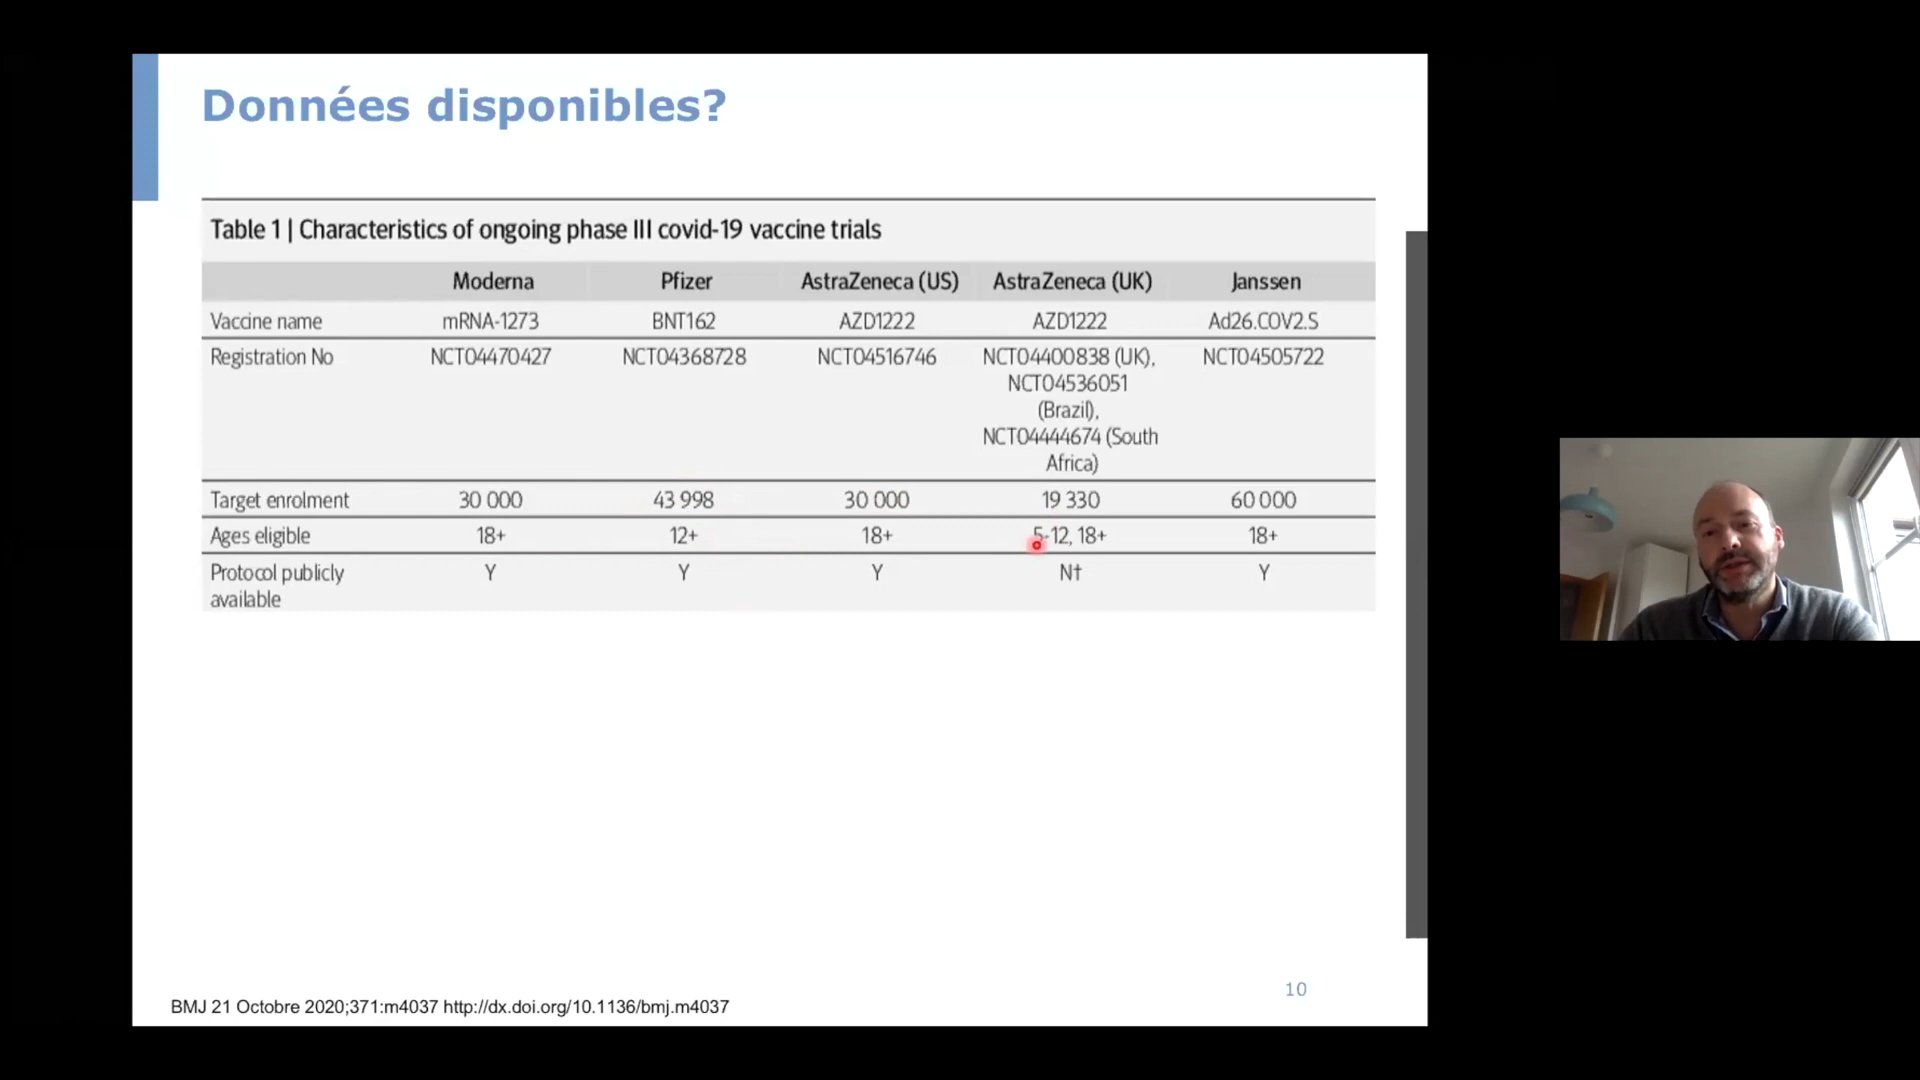 Données disponibles?
Table 1 | Characteristics of ongoing phase III covid-19 vaccine trials
Moderna Pfizer AstraZeneca (US) AstraZeneca (UK) Janssen
Vaccine name mRNA-1273 BNT162 AZD1222 AZD1222 Ad26.COV2.S
Registration No NCT04470427 NCT04368728 NCT04516746 NCT04400838 (UK), NCT04505722
NCT04536051
(Brazil),
NCT04444674 (South
Africa)
Target enrolment 30 000 43 998 30 000 19 330 60 000
Ages eligible 18+ 12+ 18+ 5-12, 18+ 18+
Protocol publicly Y Y Y N† Y
available
10
BMJ 21 Octobre 2020;371:m4037 http://dx.doi.org/10.1136/bmj.m4037